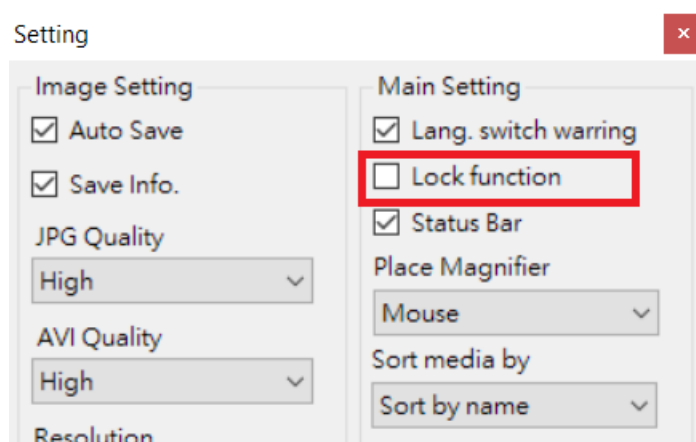 Setting
Image Setting
Auto Save
Save Info.
JPG Quality
High
AVI Quality
High
Resolution
Main Setting
Lang. switch warring
Lock function
Status Bar
Place Magnifier
Mouse
Sort media by
Sort by name